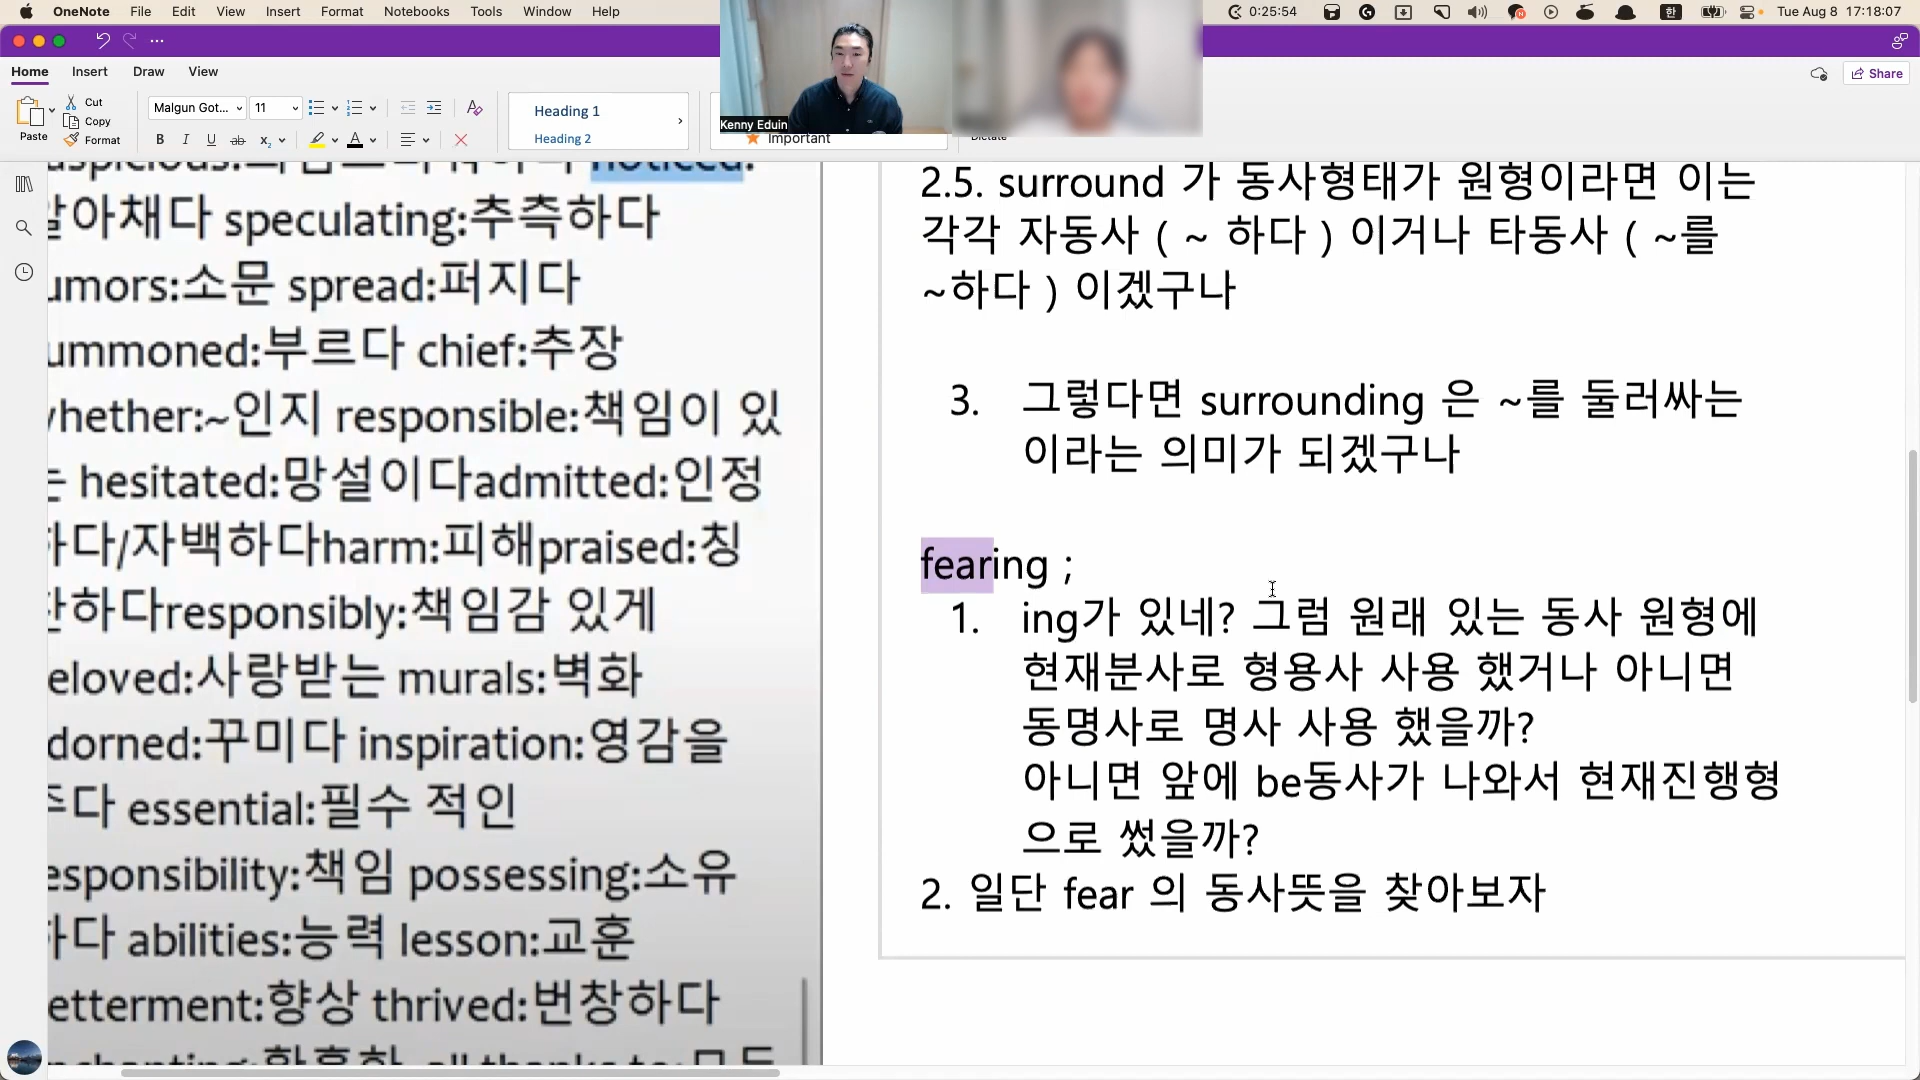 OneNote File Edit View Insert Format Notebooks Tools Window Help
0:25:54 한 Tue Aug 8 17:18:07
Home Insert Draw View
Share
Paste
Cut
Copy
Format
Malgun Got... 11
B I U ab x₂ A
Heading 1
Heading 2
Important
Kenny Eduin
noticed:
알아채다 speculating:추측하다
umors:소문 spread:퍼지다
ummoned:부르다 chief:추장
whether:~인지 responsible:책임이 있
는 hesitated:망설이다admitted:인정
하다/자백하다harm:피해praised:칭
찬하다responsibly:책임감 있게
eloved:사랑받는 murals:벽화
dorned:꾸미다 inspiration:영감을
주다 essential:필수 적인
esponsibility:책임 possessing:소유
하다 abilities:능력 lesson:교훈
etterment:향상 thrived:번창하다
2.5. surround 가 동사형태가 원형이라면 이는
각각 자동사 ( ~ 하다 ) 이거나 타동사 ( ~를
~하다 ) 이겠구나
3. 그렇다면 surrounding 은 ~를 둘러싸는
이라는 의미가 되겠구나
fearing ;
1. ing가 있네? 그럼 원래 있는 동사 원형에
현재분사로 형용사 사용 했거나 아니면
동명사로 명사 사용 했을까?
아니면 앞에 be동사가 나와서 현재진행형
으로 썼을까?
2. 일단 fear 의 동사뜻을 찾아보자